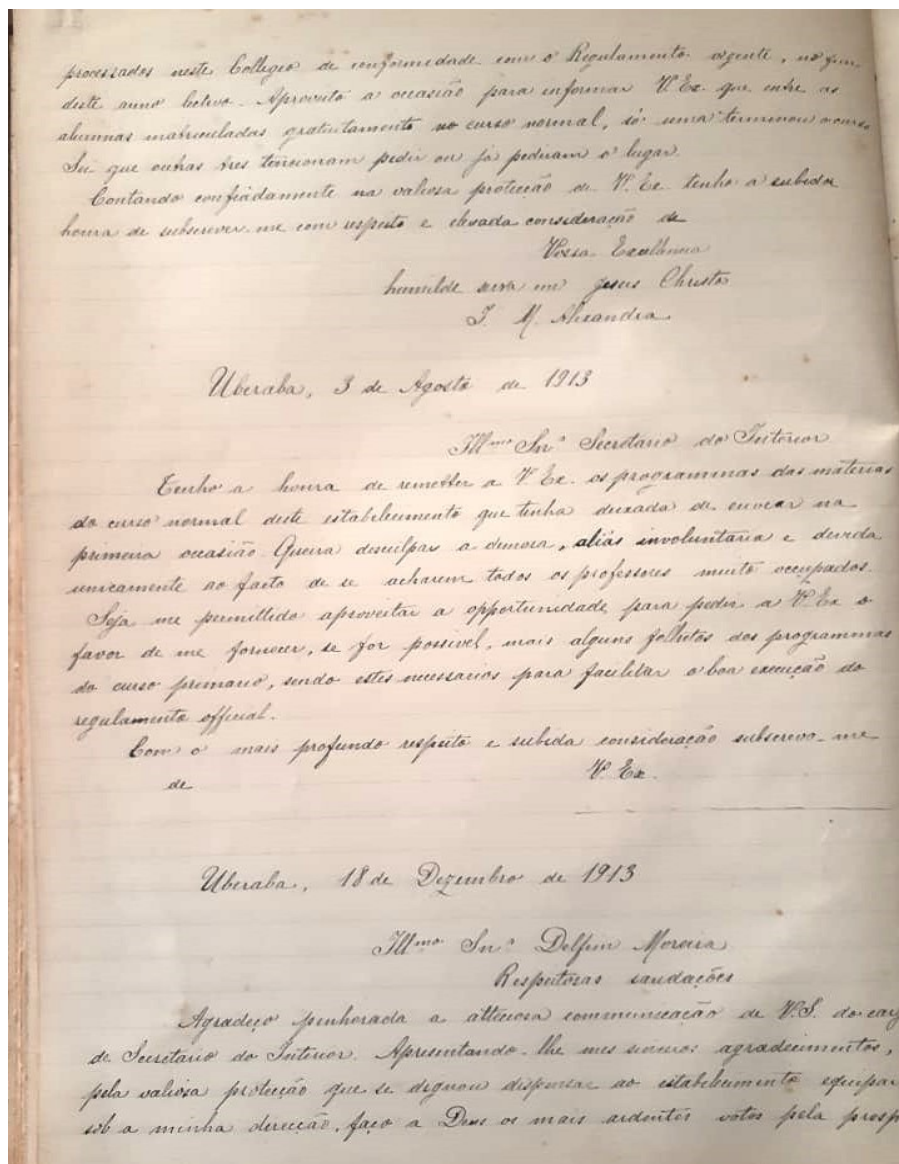 processados neste Collegio de conformidade com o Regulamento vigente, no fim
deste anno lectivo. Aproveito a occasião para informar V. Ex. que entre as
alumnas matriculadas gratuitamente no curso normal, só uma terminou o curso
Sei que outras tres tencionam pedir ou já pediram o lugar.
Contando confiadamente na valiosa protecção de V. Ex. tenho a subida
honra de subscrever-me com respeito e elevada consideração de
Vossa Excellencia
humilde serva em Jesus Christo
I. M. Alexandra.
Uberaba, 3 de Agosto de 1913
Illmo Snr Secretario do Interior
Tenho a honra de remetter a V. Ex. os programmas das materias
do curso normal deste estabelecimento que tinha deixado de enviar na
primeira occasião. Queira desculpar a demora, aliás involuntaria e devida
unicamente ao facto de se acharem todos os professores muito occupados.
Seja me permittido aproveitar a opportunidade para pedir a V. Ex o
favor de me fornecer, se for possivel, mais alguns folhetos dos programmas
do curso primario, sendo estes necessarios para facilitar a boa execução do
regulamento official.
Com o mais profundo respeito e subida consideração subscrevo-me
de V. Ex.
Uberaba, 18 de Dezembro de 1913
Illmo Snr Delfim Moreira
Respeitosas saudações
Agradeço penhorada a attenciosa communicação de V. S. do carg
de Secretario do Interior. Apresentando-lhe meus sinceros agradecimentos,
pela valiosa protecção que se dignou dispensar ao estabelecimento equipar
sob a minha direcção, faço a Deus os mais ardentes votos pela prosp